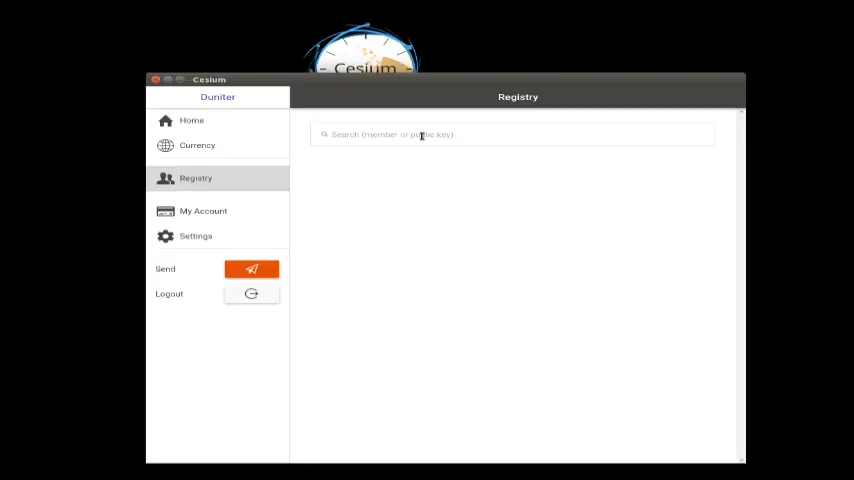 Cesium
Cesium
Duniter
Registry
Home
Currency
Registry
My Account
Settings
Send
Logout
Search (member or public key)